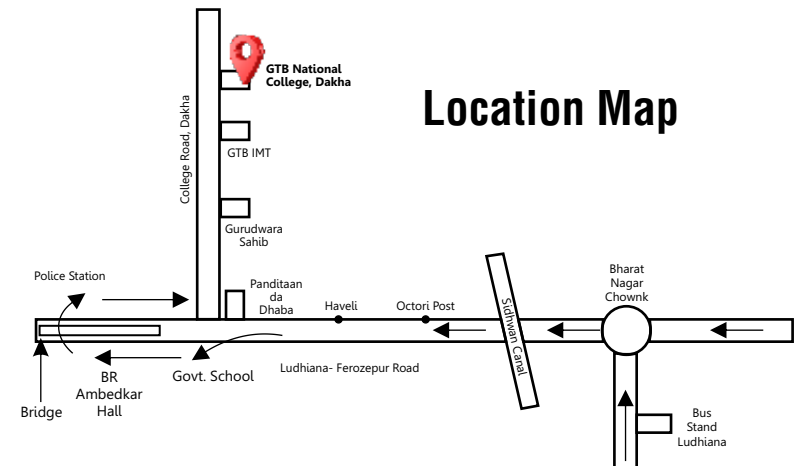 GTB National
College, Dakha
Location Map
College Road, Dakha
GTB IMT
Gurudwara
Sahib
Police Station
Panditaan
da
Dhaba
Haveli
Octori Post
Sidhwan Canal
Bharat
Nagar
Chownk
Ludhiana- Ferozepur Road
Govt. School
BR
Ambedkar
Hall
Bridge
Bus
Stand
Ludhiana